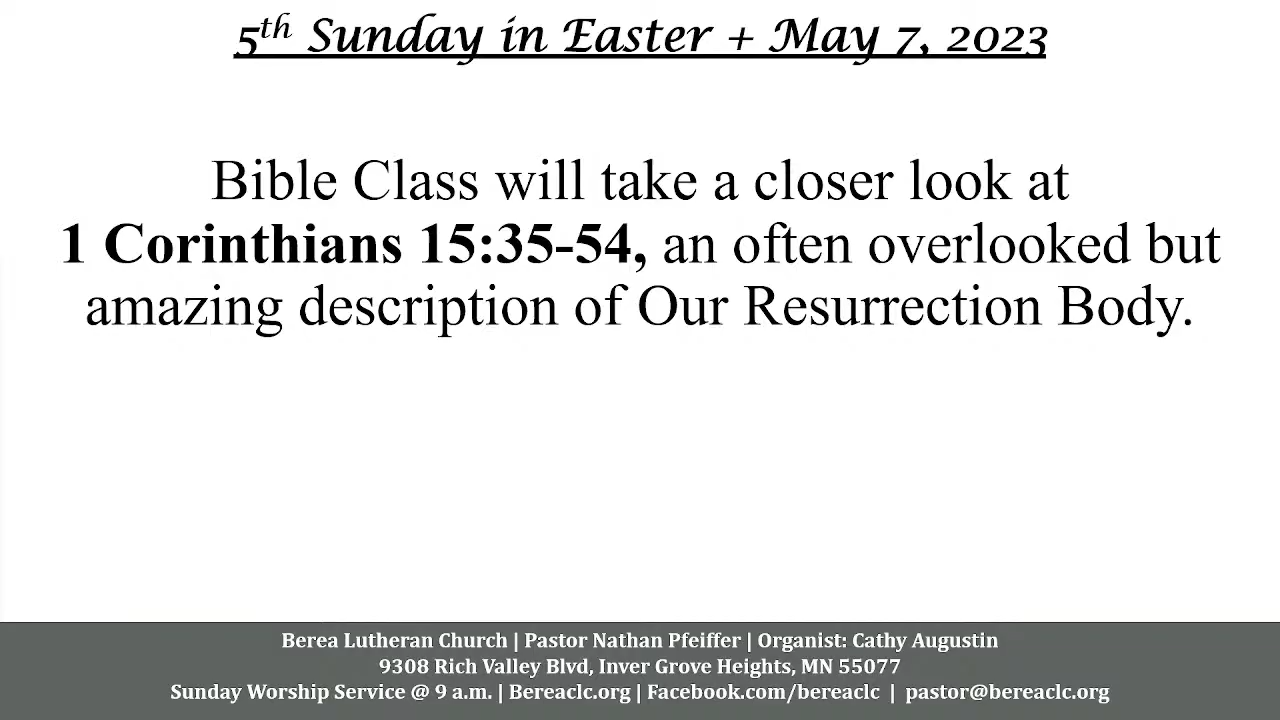 5th Sunday in Easter + May 7, 2023
Bible Class will take a closer look at
1 Corinthians 15:35-54, an often overlooked but
amazing description of Our Resurrection Body.
Berea Lutheran Church | Pastor Nathan Pfeiffer | Organist: Cathy Augustin
9308 Rich Valley Blvd, Inver Grove Heights, MN 55077
Sunday Worship Service @ 9 a.m. | Bereaclc.org | Facebook.com/bereaclc | pastor@bereaclc.org